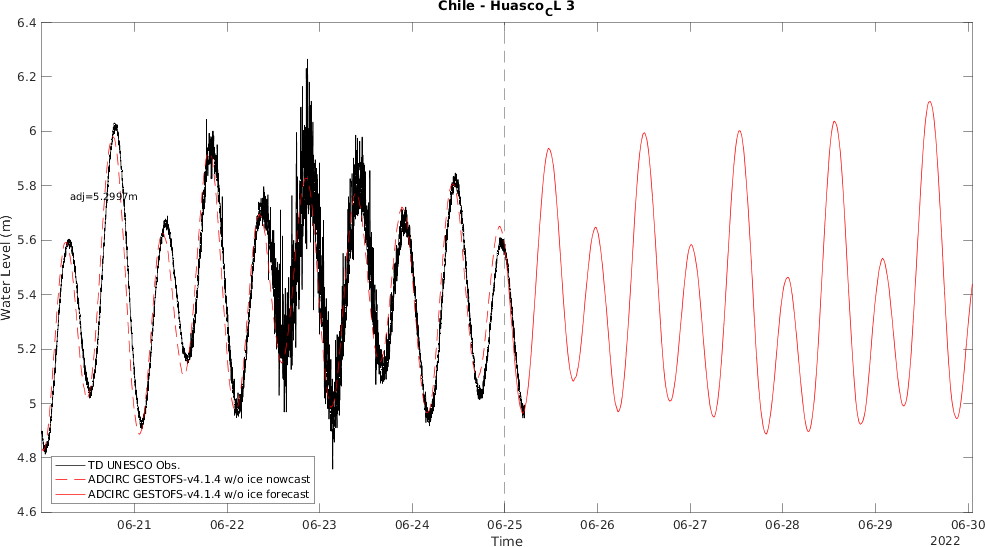 Chile - Huasco_CL 3
6.4
6.2
6
5.8
5.6
5.4
5.2
5
4.8
4.6
Water Level (m)
adj=5.2997m
TD UNESCO Obs.
ADCIRC GESTOFS-v4.1.4 w/o ice nowcast
ADCIRC GESTOFS-v4.1.4 w/o ice forecast
06-21 06-22 06-23 06-24 06-25 06-26 06-27 06-28 06-29 06-30
Time
2022